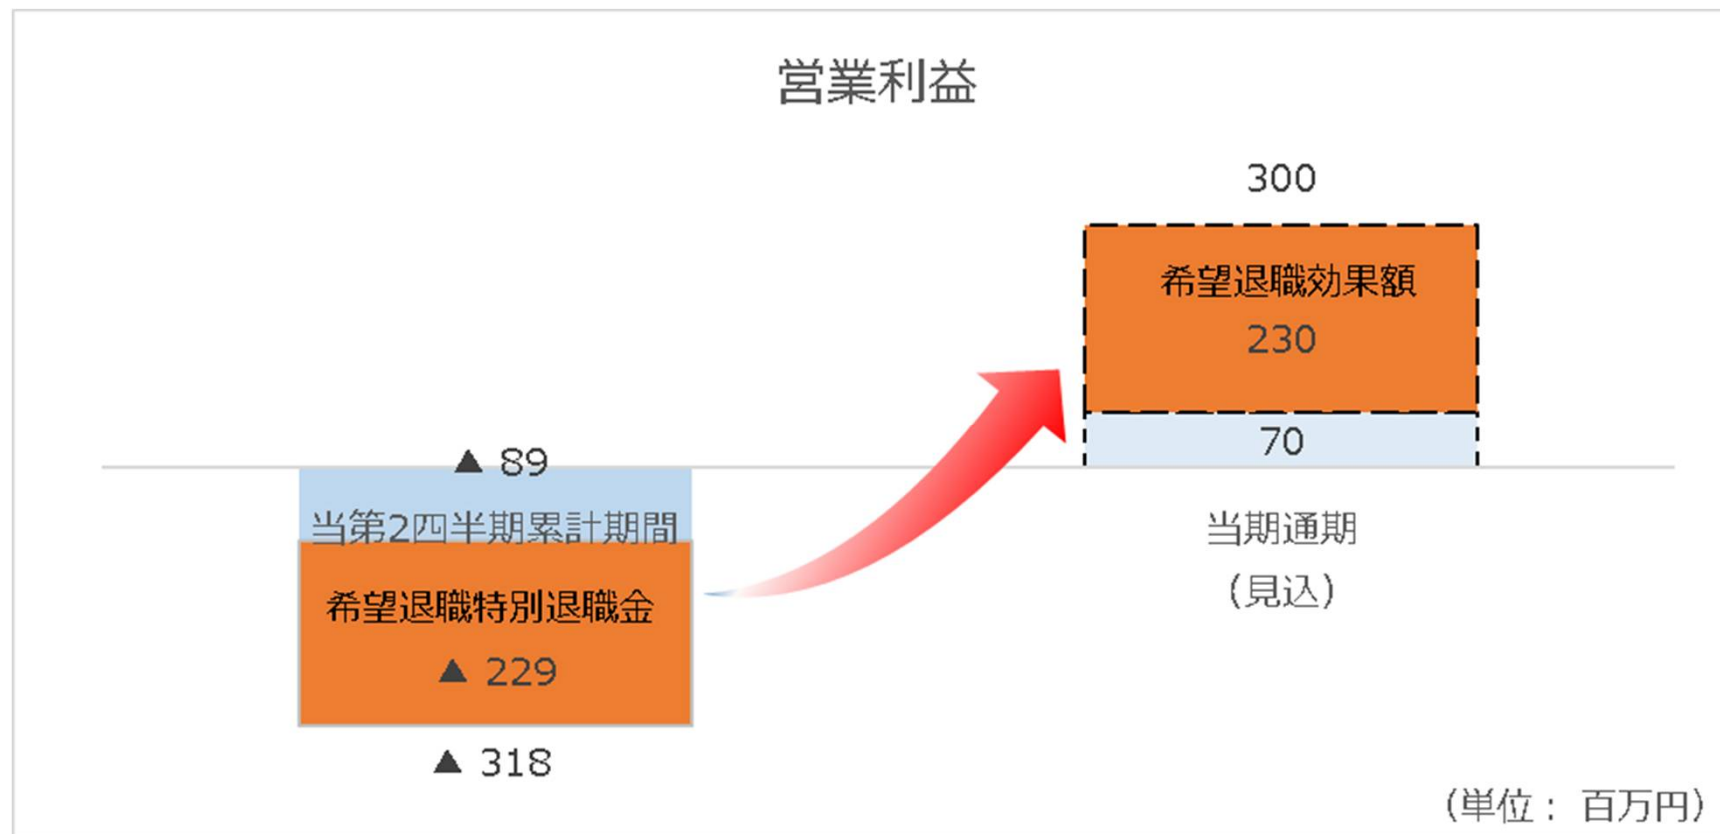 営業利益
300
希望退職効果額
230
70
▲ 89
当第2四半期累計期間
希望退職特別退職金
▲ 229
▲ 318
当期通期
(見込)
(単位： 百万円)